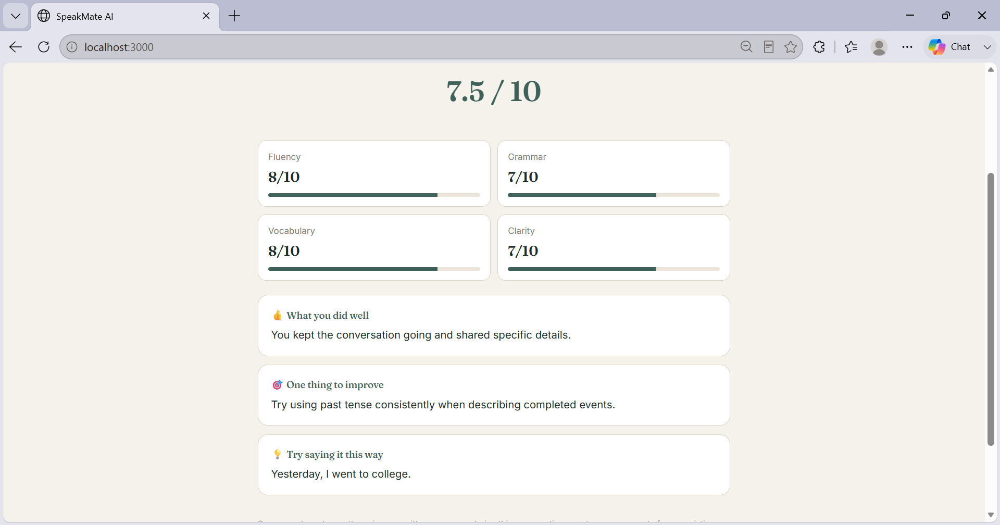 SpeakMate AI
localhost:3000
Chat
7.5 / 10
Fluency
8/10
Grammar
7/10
Vocabulary
8/10
Clarity
7/10
👍 What you did well
You kept the conversation going and shared specific details.
🎯 One thing to improve
Try using past tense consistently when describing completed events.
💡 Try saying it this way
Yesterday, I went to college.